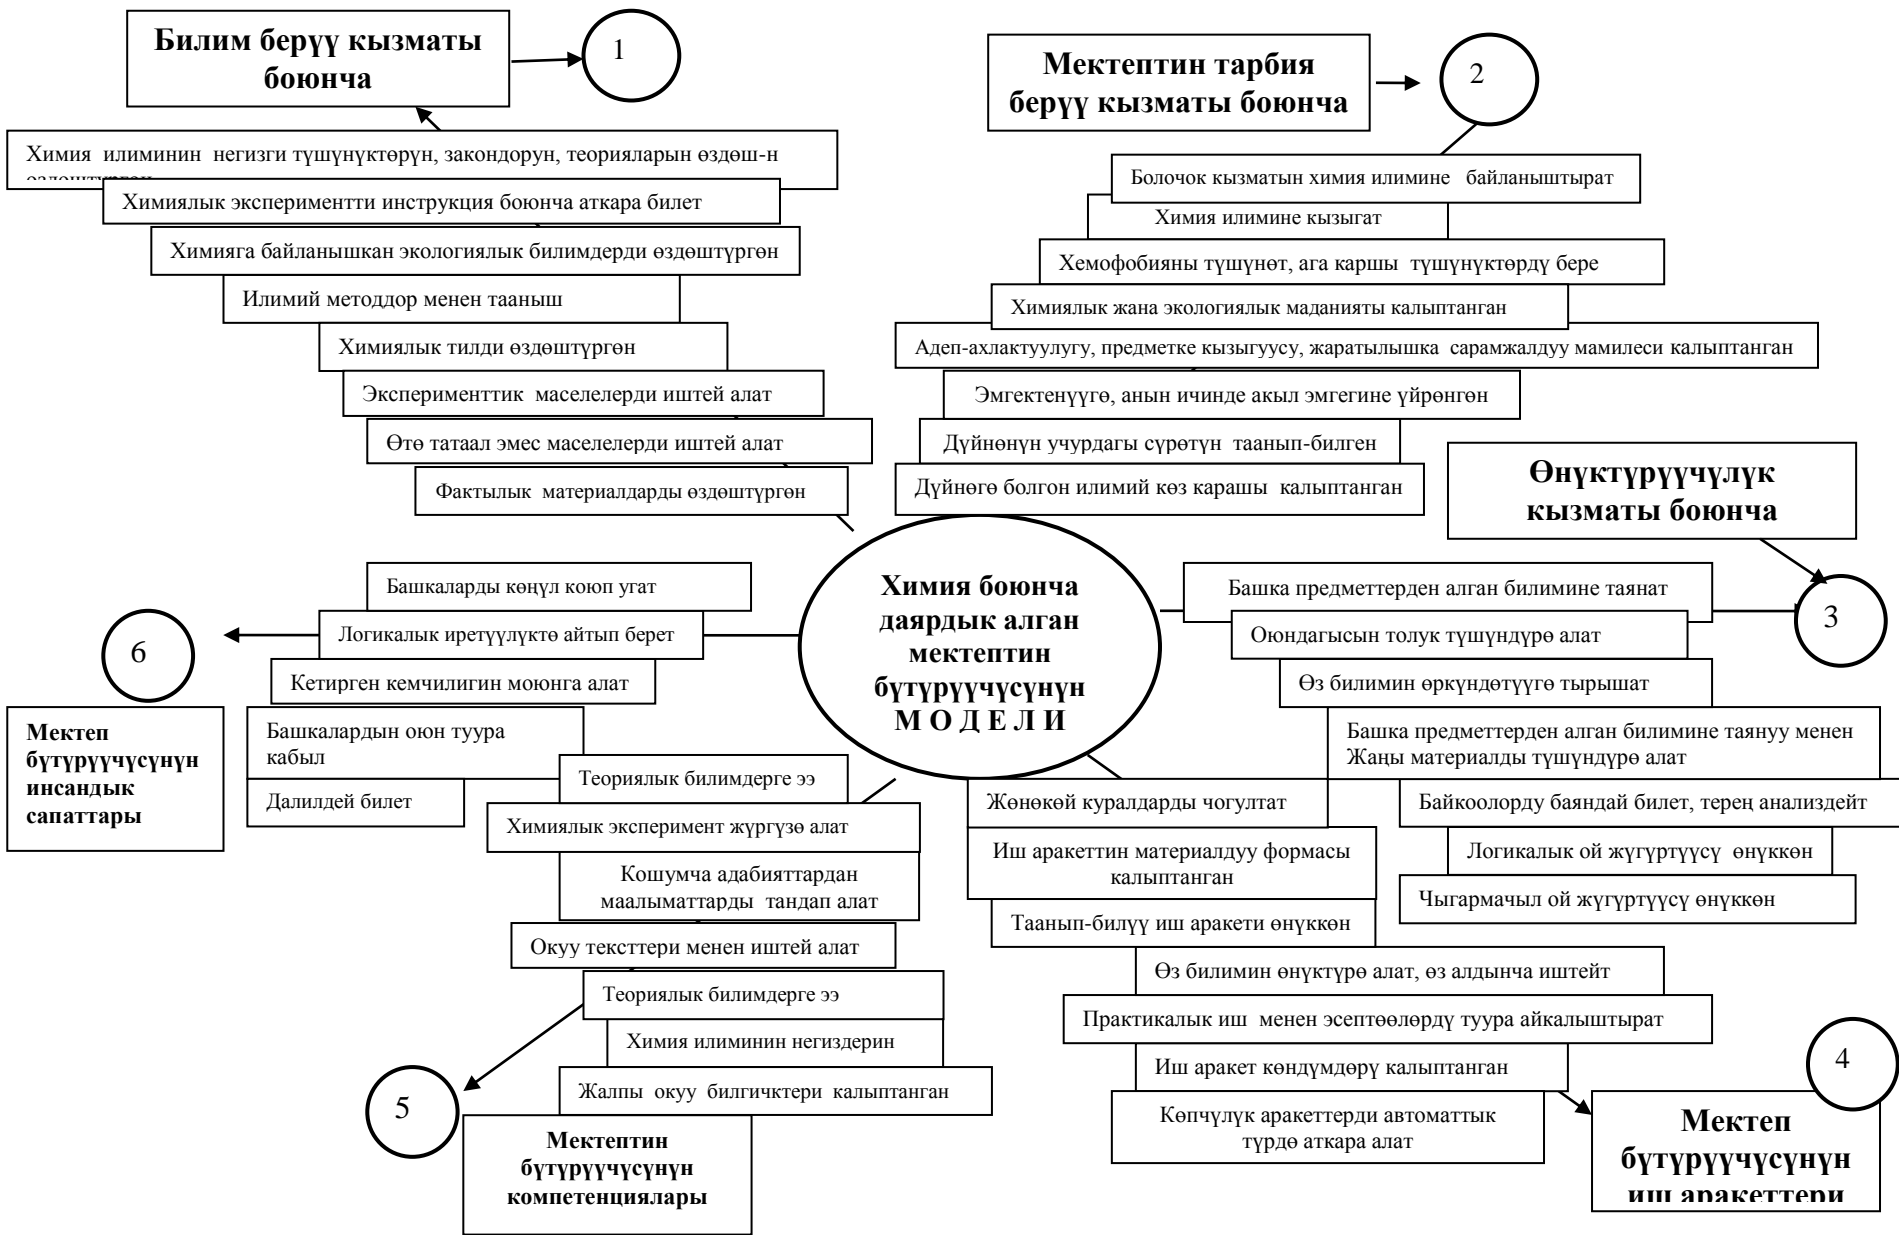 Билим берүү кызматы
боюнча
1
Химия илиминин негизги түшүнүктөрүн, закондорун, теорияларын өздөш-н
Химиялык экспериментти инструкция боюнча аткара билет
Химияга байланышкан экологиялык билимдерди өздөштүргөн
Илимий методдор менен тааныш
Химиялык тилди өздөштүргөн
Эксперименттик маселелерди иштей алат
Өтө татаал эмес маселелерди иштей алат
Фактылык материалдарды өздөштүргөн
Мектептин тарбия
берүү кызматы боюнча
2
Болочок кызматын химия илимине байланыштырат
Химия илимине кызыгат
Хемофобияны түшүнөт, ага каршы түшүнүктөрдү бере
Химиялык жана экологиялык маданияты калыптанган
Адеп-ахлактуулугу, предметке кызыгуусу, жаратылышка сарамжалдуу мамилеси калыптанган
Эмгектенүүгө, анын ичинде акыл эмгегине үйрөнгөн
Дүйнөнүн учурдагы сүрөтүн таанып-билген
Дүйнөгө болгон илимий көз карашы калыптанган
Өнүктүрүүчүлүк
кызматы боюнча
3
Химия боюнча
даярдык алган
мектептин
бүтүрүүчүсүнүн
М О Д Е Л И
Башка предметтерден алган билимине таянат
Оюндагысын толук түшүндүрө алат
Өз билимин өркүндөтүүгө тырышат
Башка предметтерден алган билимине таянуу менен
Жаңы материалды түшүндүрө алат
Байкоолорду баяндай билет, терең анализдейт
Логикалык ой жүгүртүүсү өнүккөн
Чыгармачыл ой жүгүртүүсү өнүккөн
Башкаларды көңүл коюп угат
Логикалык иретүүлүктө айтып берет
Кетирген кемчилигин моюнга алат
Башкалардын оюн туура
кабыл
Далилдей билет
6
Мектеп
бүтүрүүчүсүнүн
инсандык
сапаттары
Теориялык билимдерге ээ
Химиялык эксперимент жүргүзө алат
Кошумча адабияттардан
маалыматтарды тандап алат
Окуу тексттери менен иштей алат
Теориялык билимдерге ээ
Химия илиминин негиздерин
Жалпы окуу билгичктери калыптанган
5
Мектептин
бүтүрүүчүсүнүн
компетенциялары
Жөнөкөй куралдарды чогултат
Иш аракеттин материалдуу формасы
калыптанган
Таанып-билүү иш аракети өнүккөн
Өз билимин өнүктүрө алат, өз алдынча иштейт
Практикалык иш менен эсептөөлөрдү туура айкалыштырат
Иш аракет көндүмдөрү калыптанган
Көпчүлүк аракеттерди автоматтык
түрдө аткара алат
4
Мектеп
бүтүрүүчүсүнүн
иш аракеттери